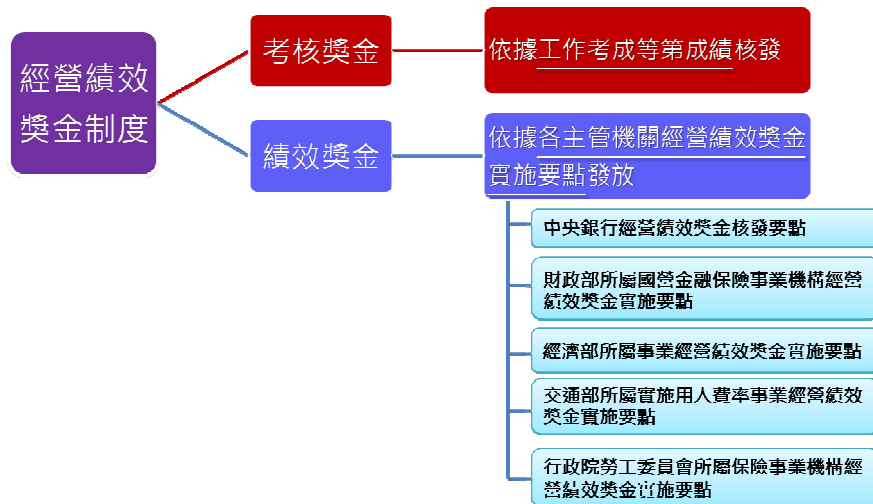 經營績效
獎金制度
考核獎金
依據工作考成等第成績核發
績效獎金
依據各主管機關經營績效獎金
實施要點發放
中央銀行經營績效獎金核發要點
財政部所屬國營金融保險事業機構經營
績效獎金實施要點
經濟部所屬事業經營績效獎金實施要點
交通部所屬實施用人費率事業經營績效
獎金實施要點
行政院勞工委員會所屬保險事業機構經
營績效獎金實施要點